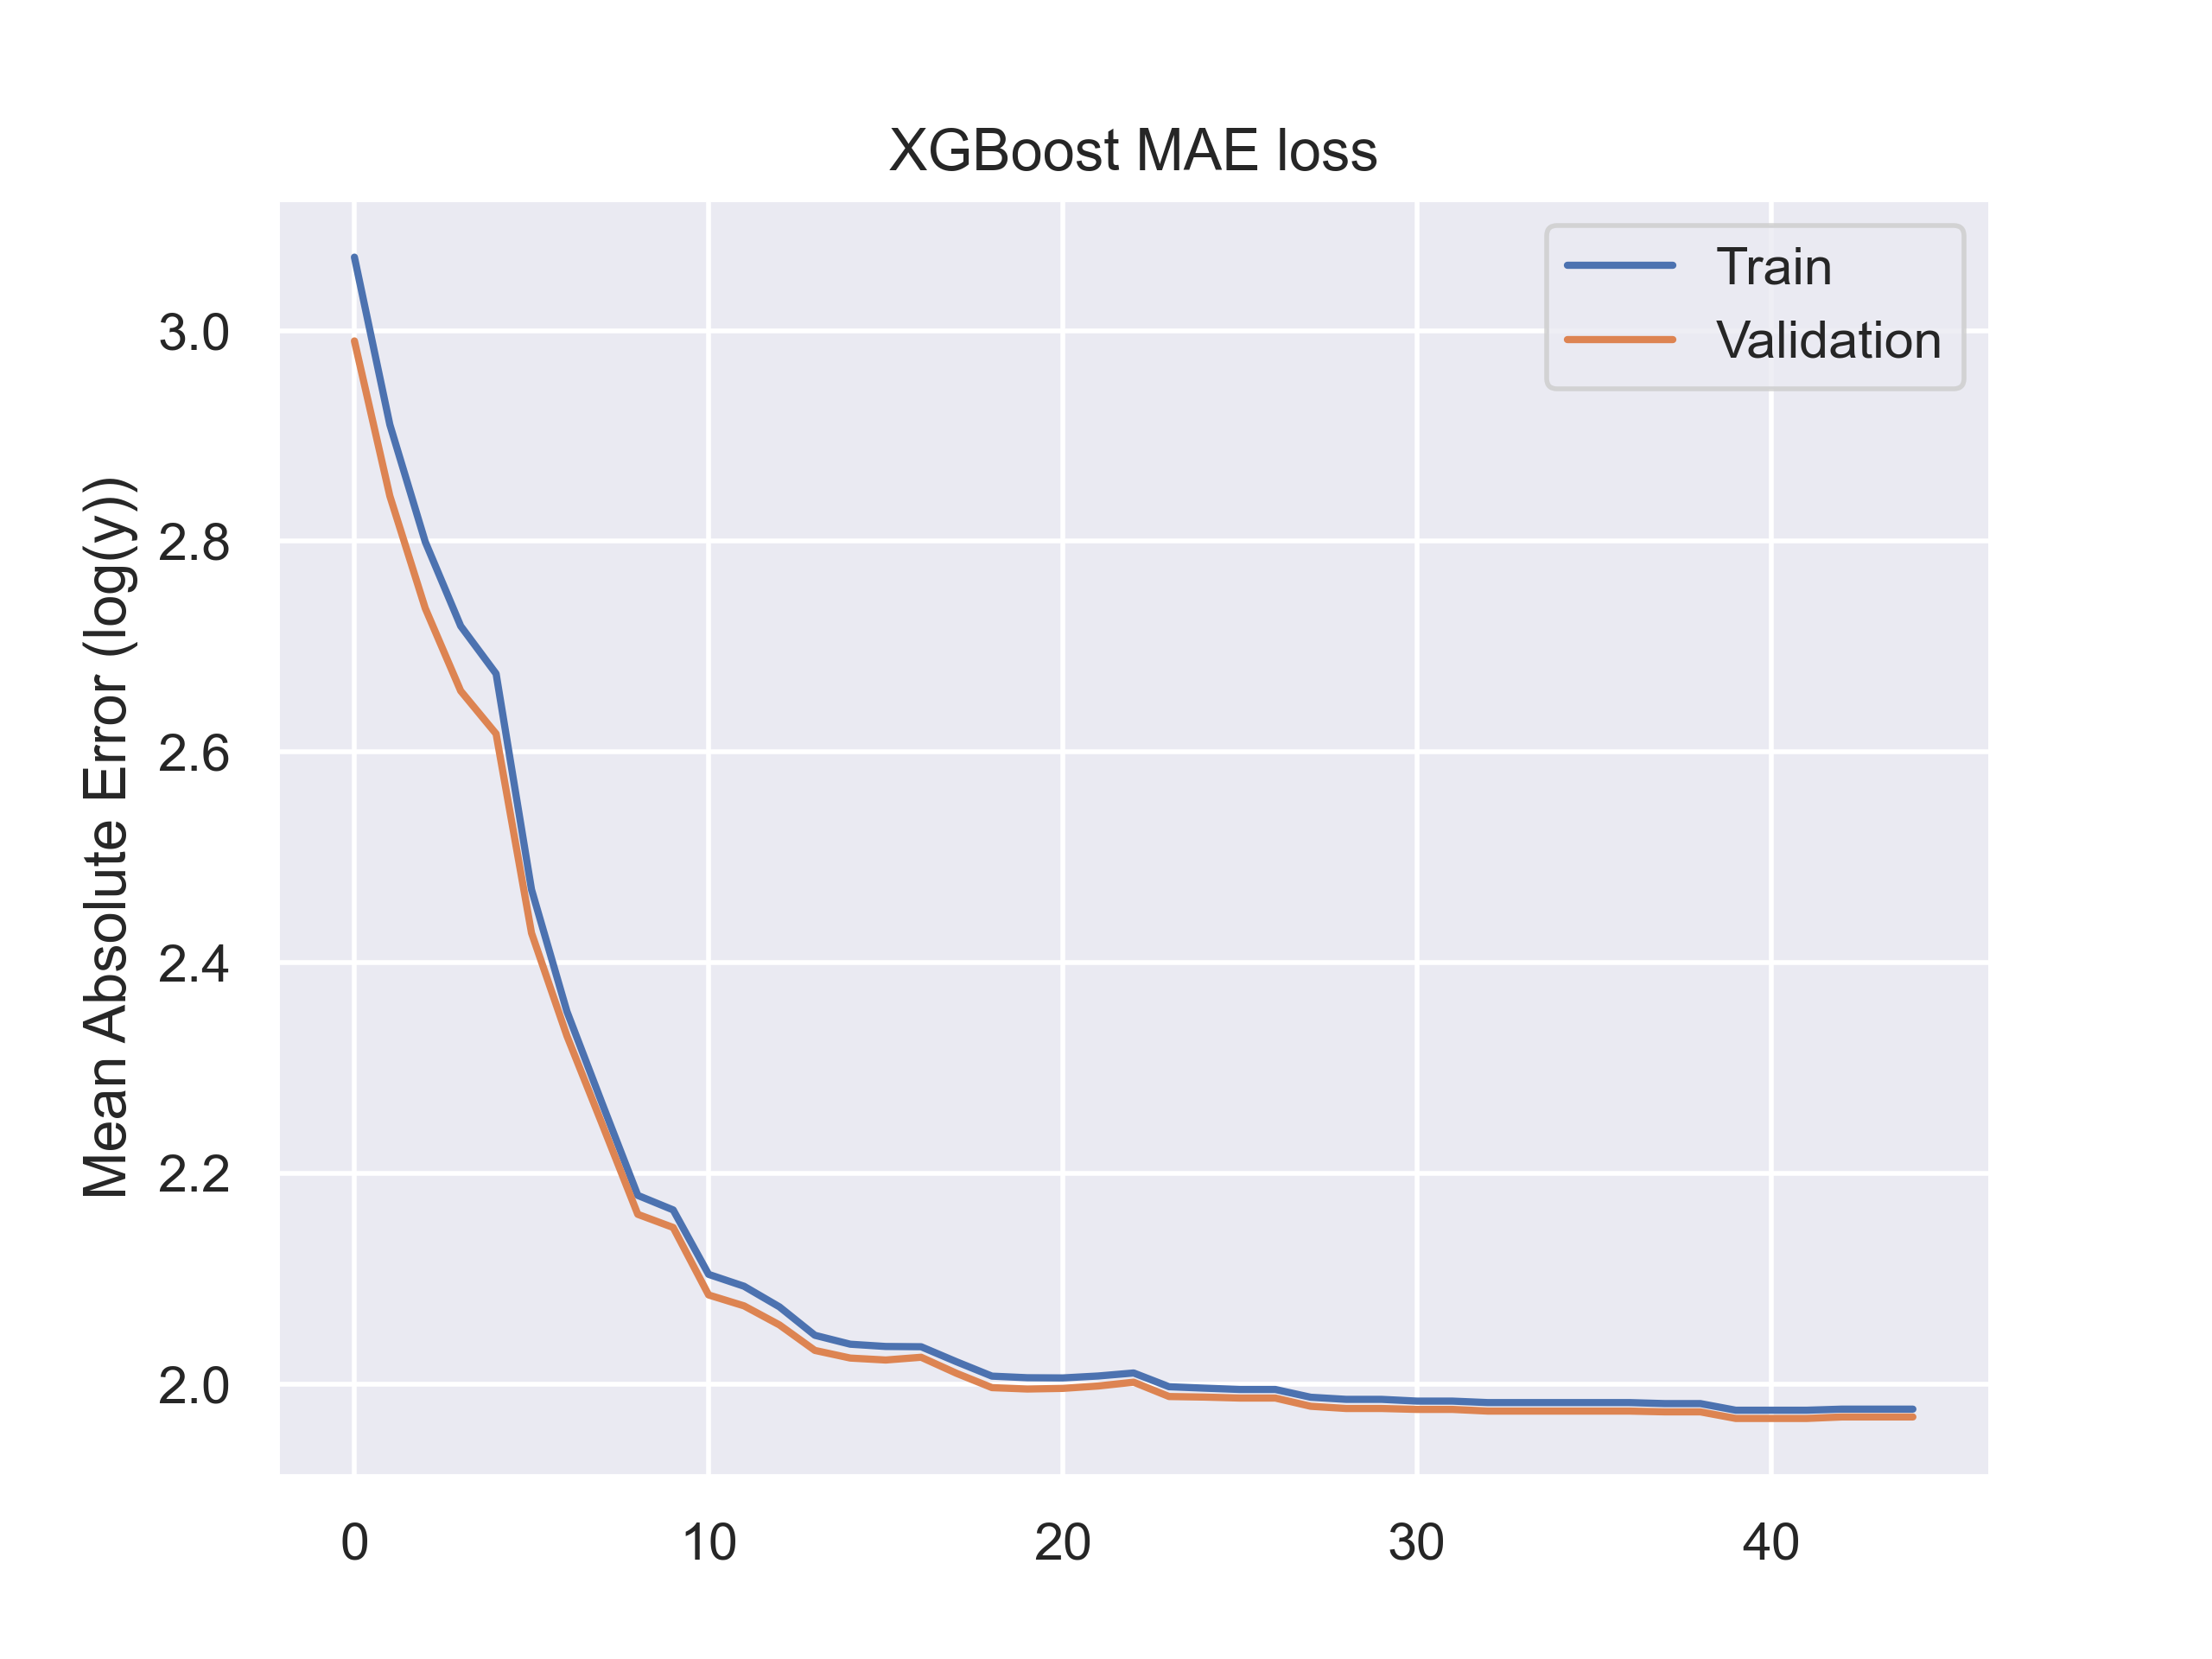 XGBoost MAE loss
Train
Validation
Mean Absolute Error (log(y))
3.0
2.8
2.6
2.4
2.2
2.0
0 10 20 30 40